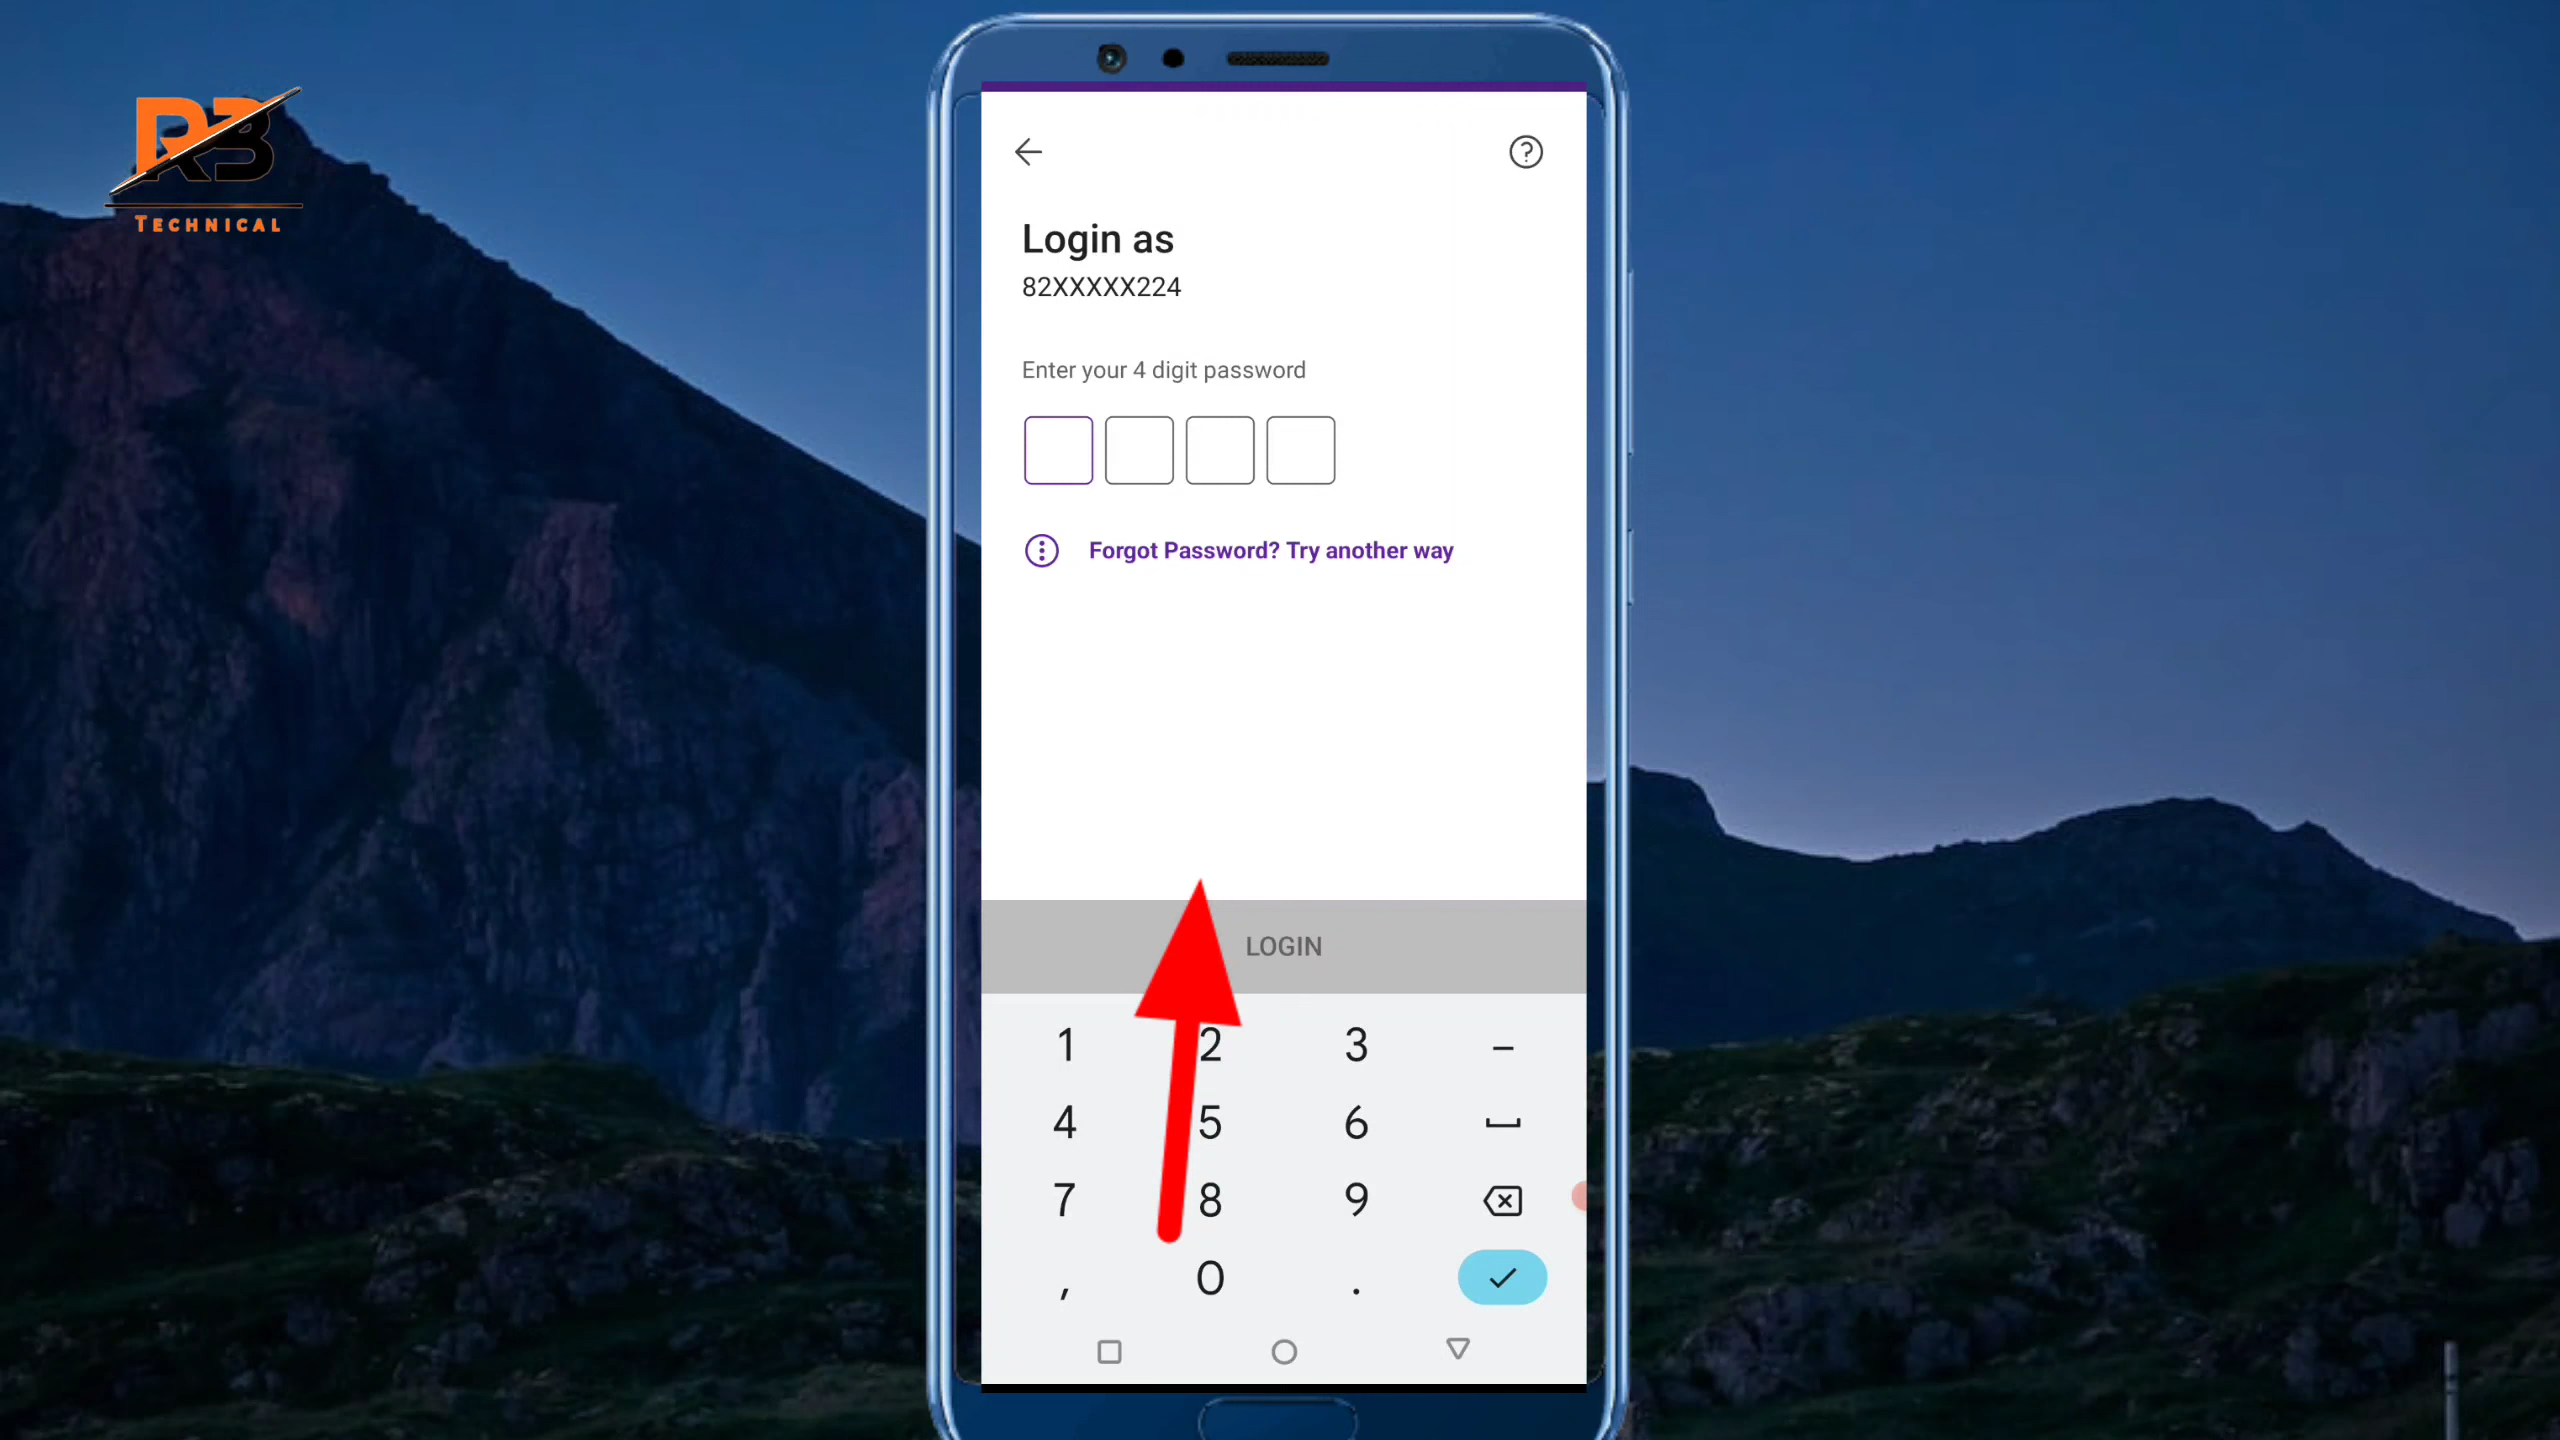 R3
TECHNICAL
Login as
82XXXXX224
Enter your 4 digit password
Forgot Password? Try another way
LOGIN
1 2 3 –
4 5 6
7 8 9
, 0 .